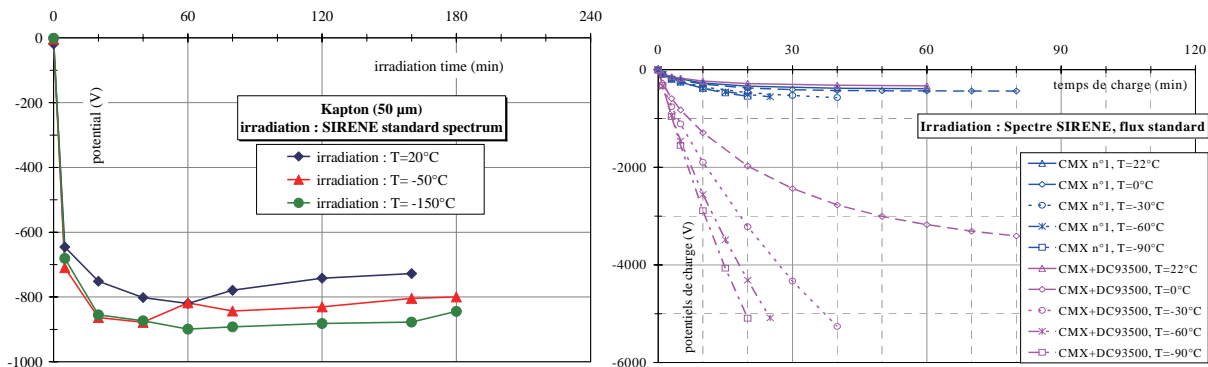 0
60
120
180
240
0
-200
-400
-600
-800
-1000
potential (V)
irradiation time (min)
Kapton (50 µm)
irradiation : SIRENE standard spectrum
irradiation : T=20°C
irradiation : T= -50°C
irradiation : T= -150°C
0
30
60
90
120
0
-2000
-4000
-6000
temps de charge (min)
potentiels de charge (V)
Irradiation : Spectre SIRENE, flux standard
CMX n°1, T=22°C
CMX n°1, T=0°C
CMX n°1, T=-30°C
CMX n°1, T=-60°C
CMX n°1, T=-90°C
CMX+DC93500, T=22°C
CMX+DC93500, T=0°C
CMX+DC93500, T=-30°C
CMX+DC93500, T=-60°C
CMX+DC93500, T=-90°C